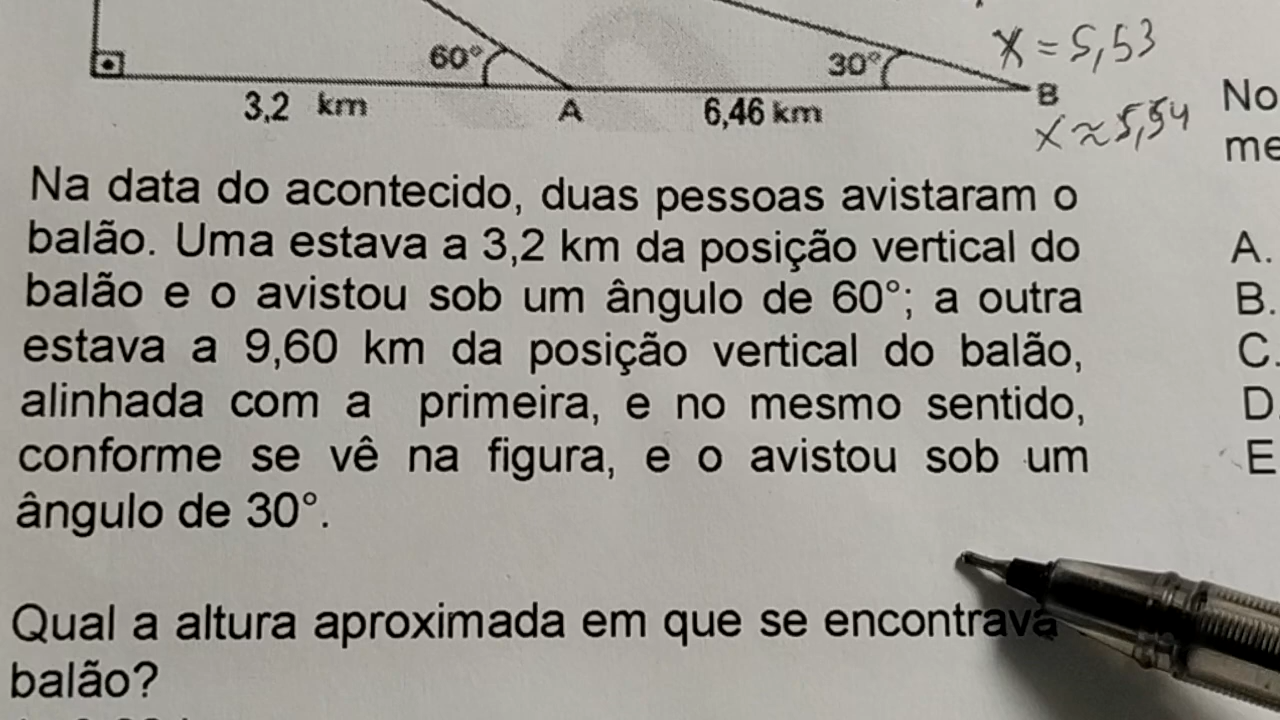 60°
30°
X = 5,53
3,2 km
A
6,46 km
B
X ≈ 5,54
Na data do acontecido, duas pessoas avistaram o
balão. Uma estava a 3,2 km da posição vertical do
balão e o avistou sob um ângulo de 60°; a outra
estava a 9,60 km da posição vertical do balão,
alinhada com a primeira, e no mesmo sentido,
conforme se vê na figura, e o avistou sob um
ângulo de 30°.
Qual a altura aproximada em que se encontrava
balão?
No
me
A.
B.
C.
D
E